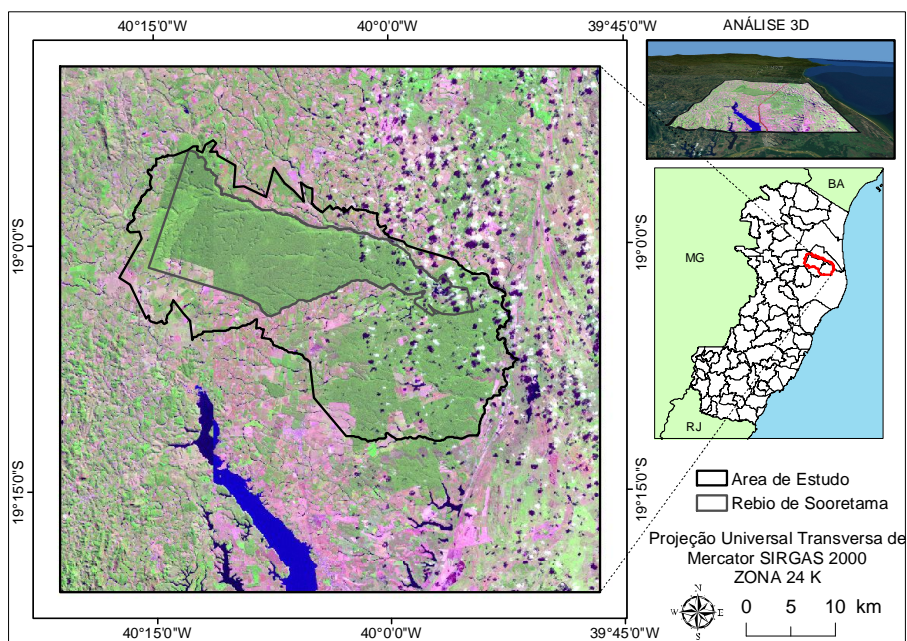 40°15'0"W
40°0'0"W
39°45'0"W
ANÁLISE 3D
19°0'0"S
19°0'0"S
19°15'0"S
19°15'0"S
40°15'0"W
40°0'0"W
39°45'0"W
BA
MG
RJ
Area de Estudo
Rebio de Sooretama
Projeção Universal Transversa de
Mercator SIRGAS 2000
ZONA 24 K
N
W
E
S
0 5 10 km